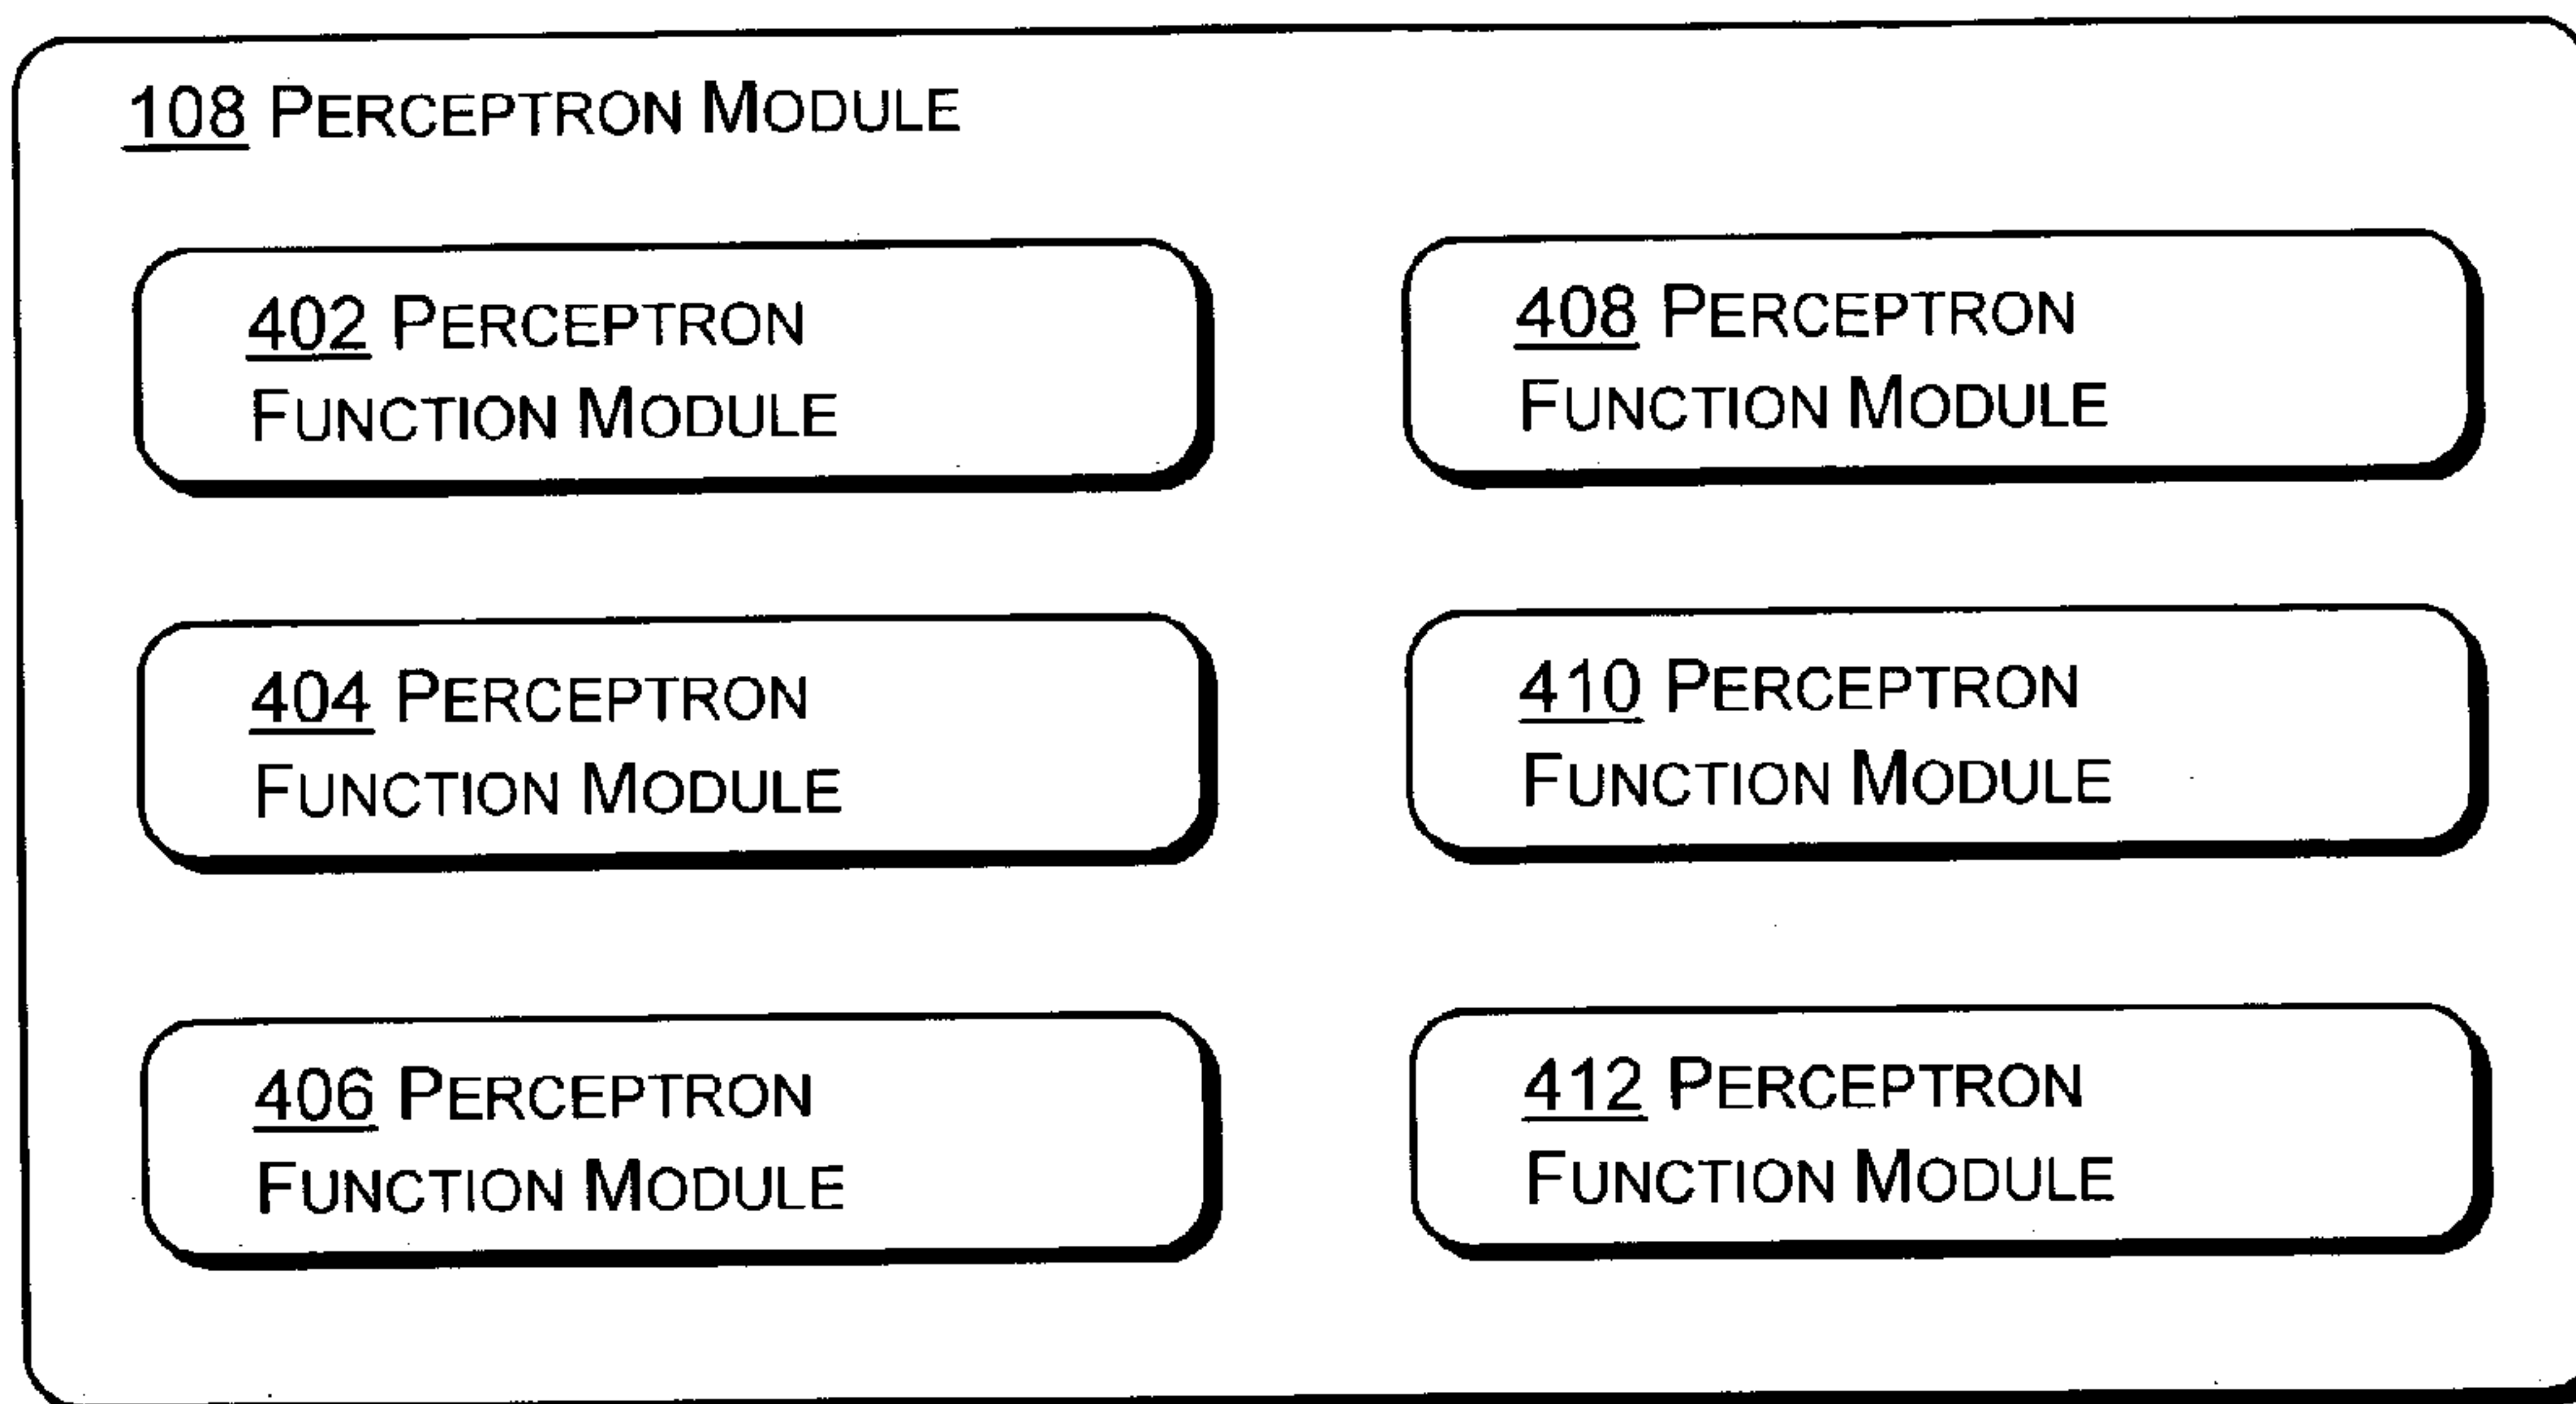 108 PERCEPTRON MODULE
402 PERCEPTRON
FUNCTION MODULE
404 PERCEPTRON
FUNCTION MODULE
406 PERCEPTRON
FUNCTION MODULE
408 PERCEPTRON
FUNCTION MODULE
410 PERCEPTRON
FUNCTION MODULE
412 PERCEPTRON
FUNCTION MODULE